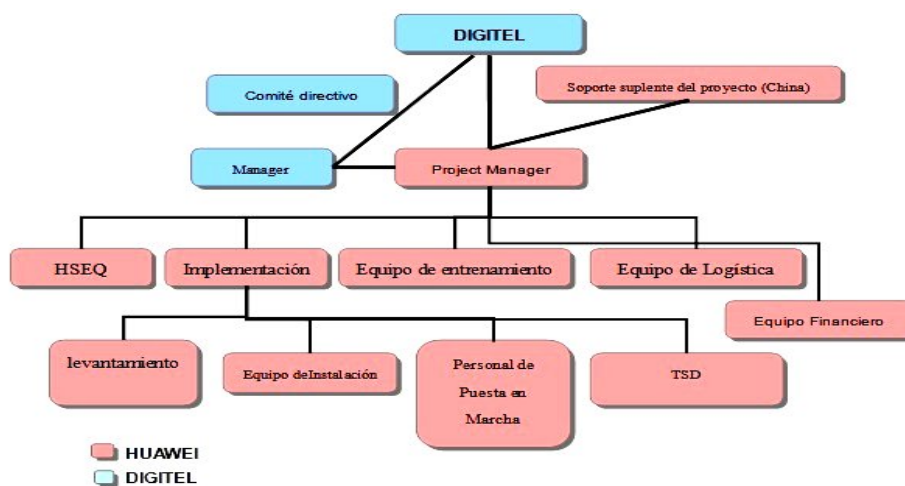 DIGITEL
Comité directivo
Soporte suplente del proyecto (China)
Manager
Project Manager
HSEQ
Implementación
Equipo de entrenamiento
Equipo de Logística
Equipo Financiero
levantamiento
Equipo deInstalación
Personal de
Puesta en
Marcha
TSD
HUAWEI
DIGITEL